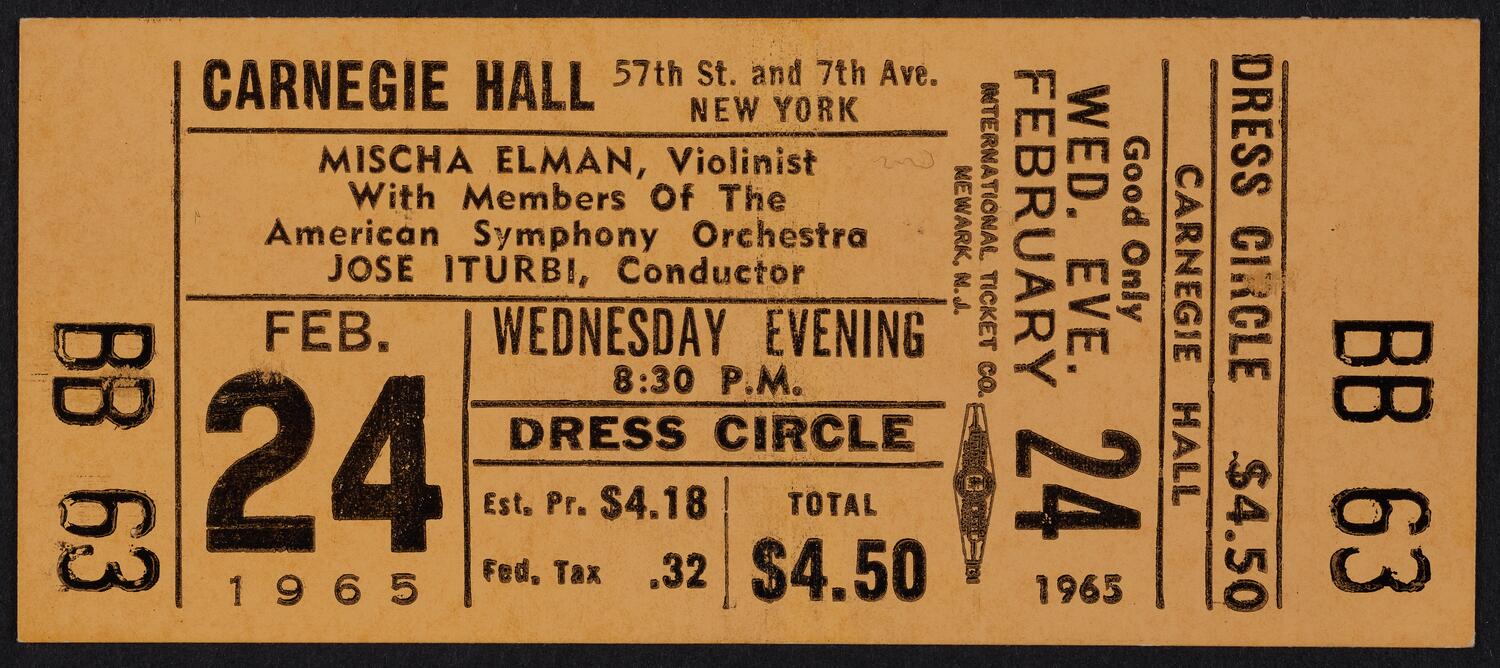 BB 63
CARNEGIE HALL 57th St. and 7th Ave.
NEW YORK
MISCHA ELMAN, Violinist
With Members Of The
American Symphony Orchestra
JOSE ITURBI, Conductor
FEB.
24
1965
WEDNESDAY EVENING
8:30 P.M.
DRESS CIRCLE
Est. Pr. $4.18
Fed. Tax .32
TOTAL
$4.50
DRESS CIRCLE $4.50
CARNEGIE HALL
Good Only
WED. EVE.
FEBRUARY 24
1965
INTERNATIONAL TICKET CO.
NEWARK, N.J.
BB 63